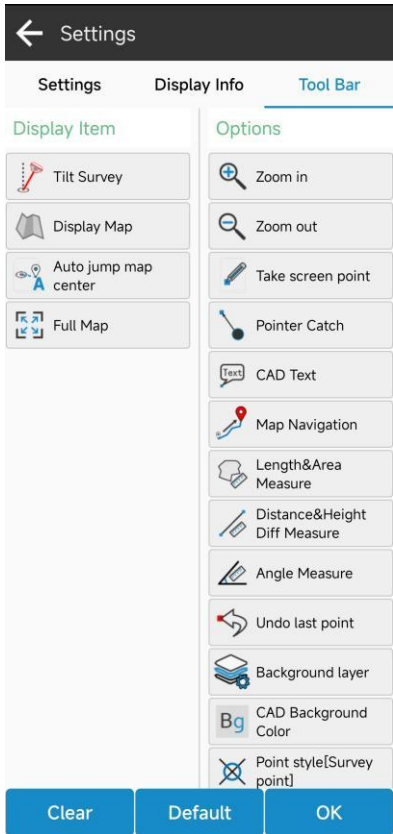 Settings
Settings Display Info Tool Bar
Display Item
Tilt Survey
Display Map
Auto jump map
center
A
Full Map
Options
Zoom in
Zoom out
Take screen point
Pointer Catch
Text
CAD Text
Map Navigation
Length&Area
Measure
Distance&Height
Diff Measure
Angle Measure
Undo last point
Background layer
Bg
CAD Background
Color
Point style[Survey
point]
Clear Default OK